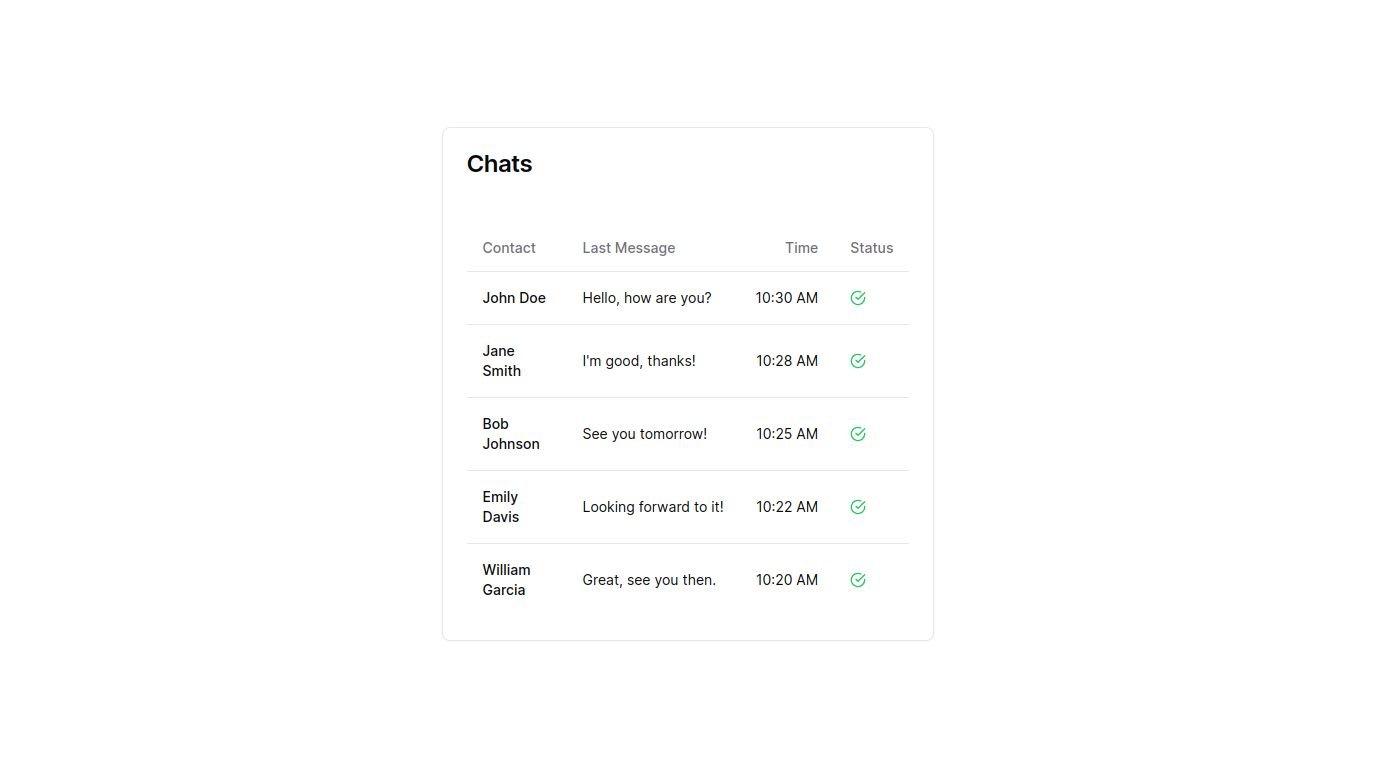 Chats
Contact Last Message Time Status
John Doe Hello, how are you? 10:30 AM
Jane
Smith
I'm good, thanks! 10:28 AM
Bob
Johnson
See you tomorrow! 10:25 AM
Emily
Davis
Looking forward to it! 10:22 AM
William
Garcia
Great, see you then. 10:20 AM